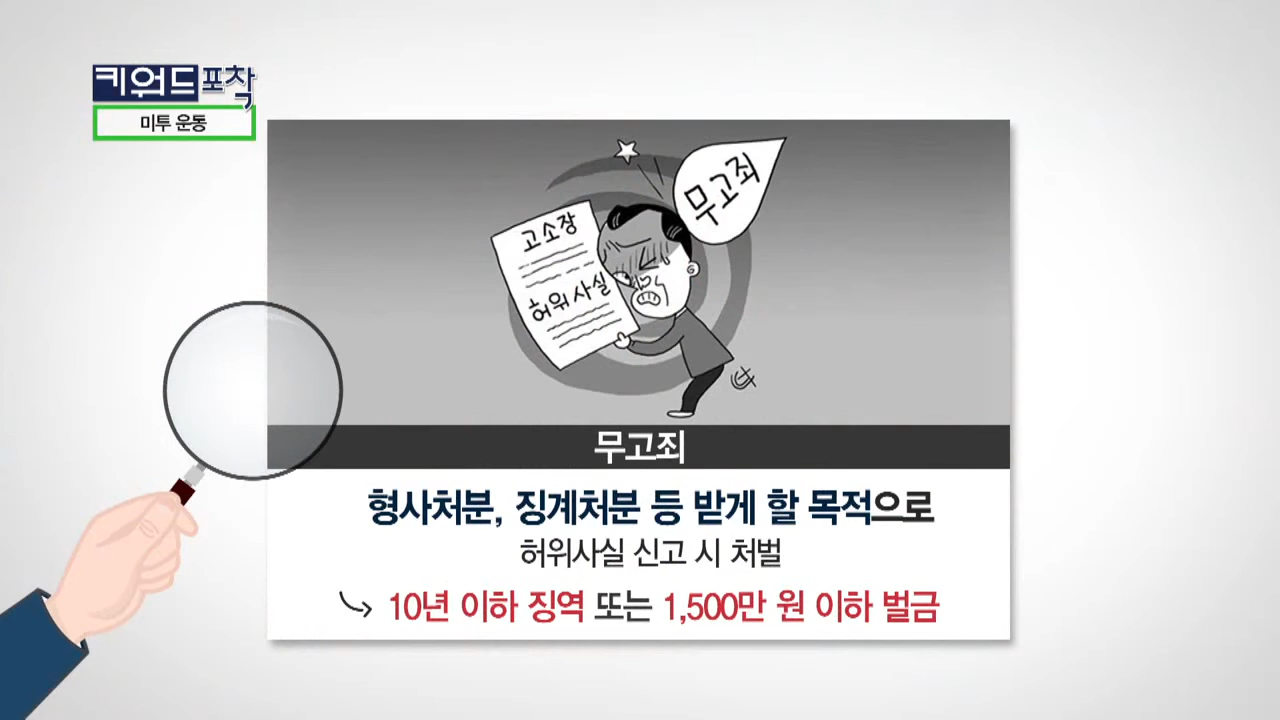 키워드포착
미투 운동
무고죄
고소장
허위사실
무고죄
형사처분, 징계처분 등 받게 할 목적으로
허위사실 신고 시 처벌
10년 이하 징역 또는 1,500만 원 이하 벌금